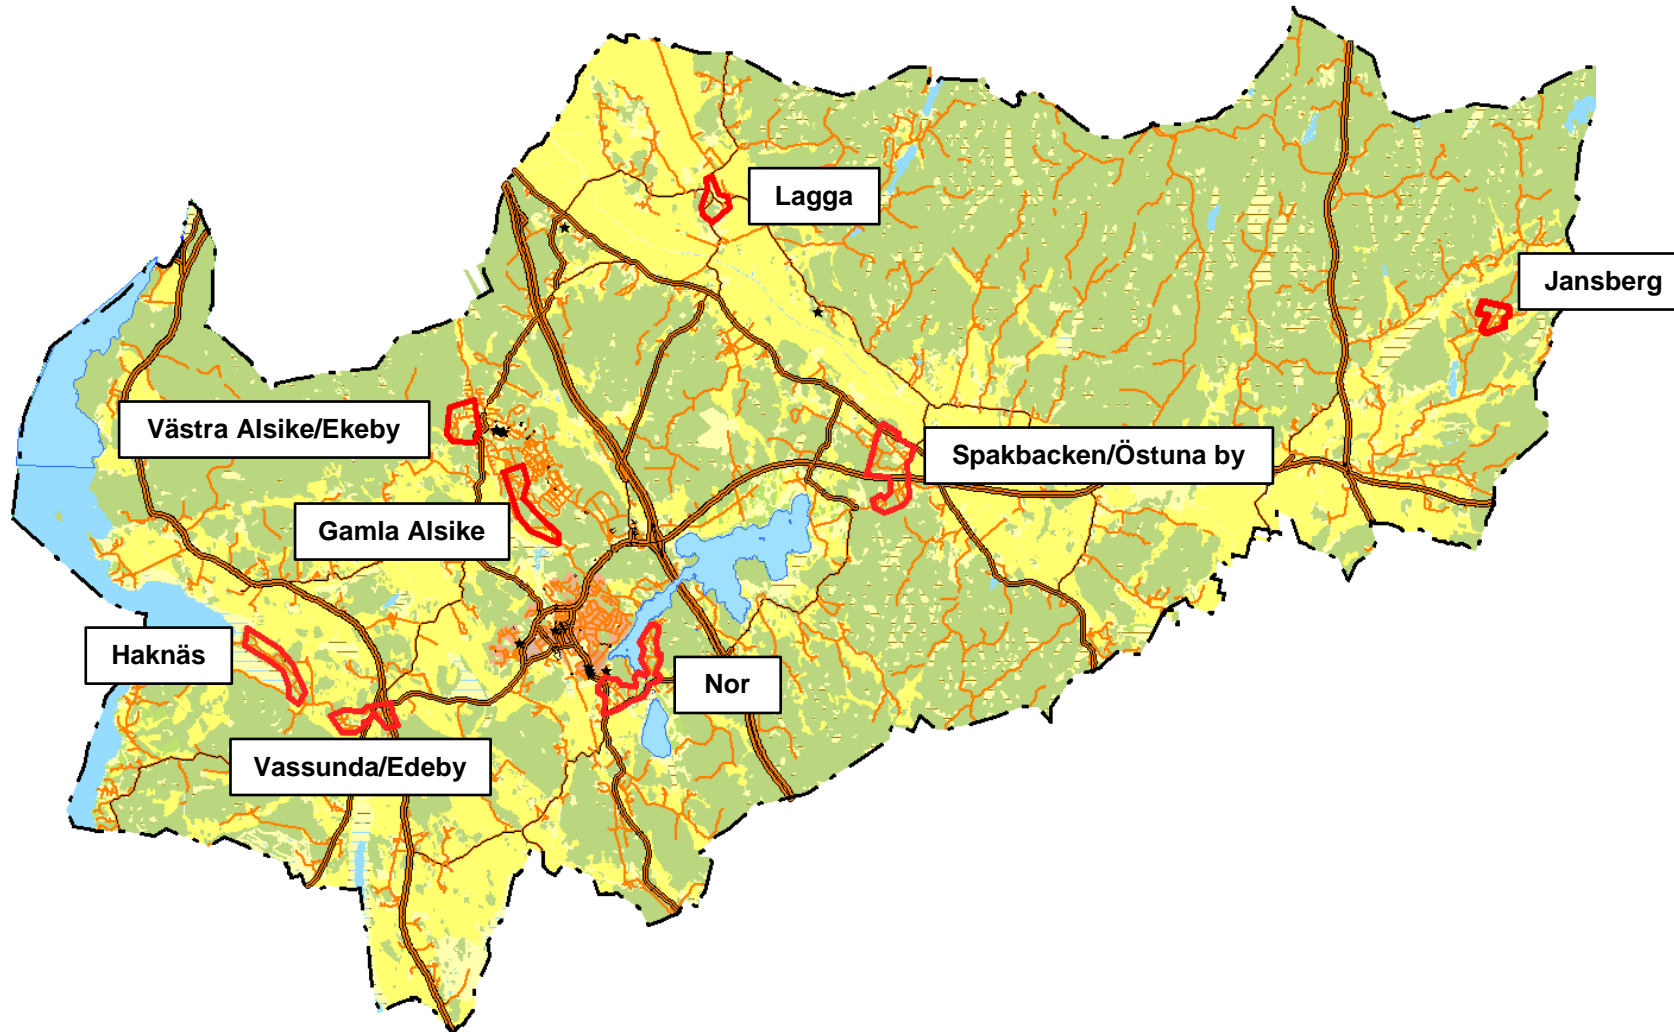 Lagga
Jansberg
Västra Alsike/Ekeby
Spakbacken/Östuna by
Gamla Alsike
Haknäs
Nor
Vassunda/Edeby